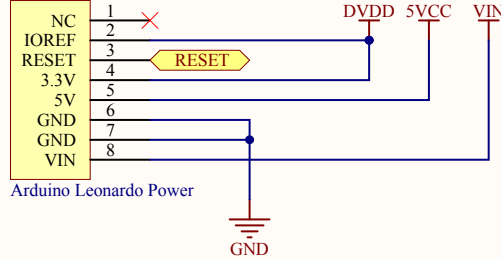 DVDD 5VCC VIN
NC 1
IOREF 2
RESET 3 RESET
3.3V 4
5V 5
GND 6
GND 7
VIN 8
Arduino Leonardo Power
GND